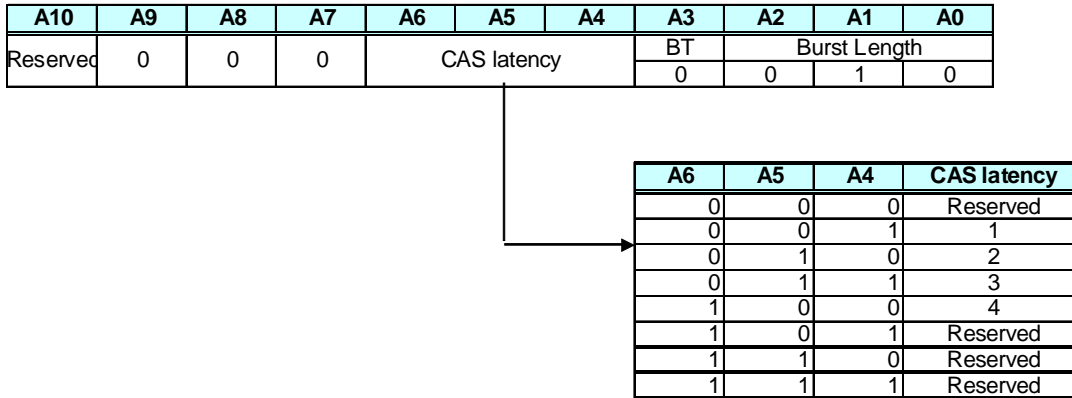 A10 A9 A8 A7 A6 A5 A4 A3 A2 A1 A0
Reserved 0 0 0 CAS latency BT Burst Length
0 0 1 0
A6 A5 A4 CAS latency
0 0 0 Reserved
0 0 1 1
0 1 0 2
0 1 1 3
1 0 0 4
1 0 1 Reserved
1 1 0 Reserved
1 1 1 Reserved